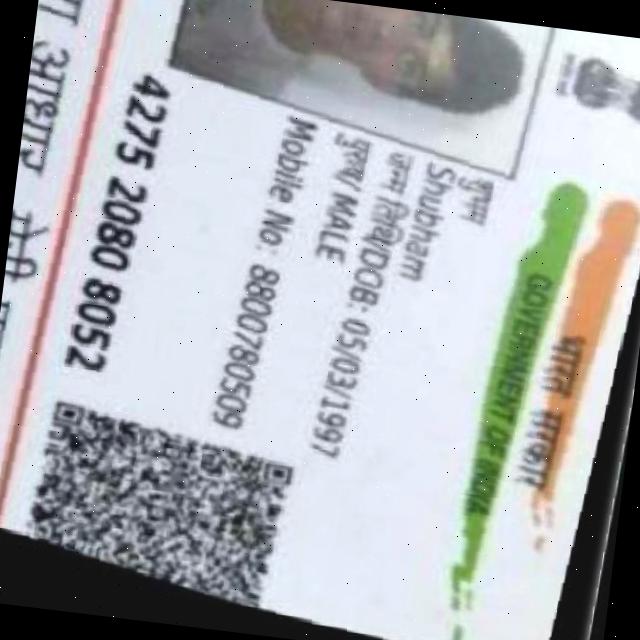 भारत सरकार
GOVERNMENT OF INDIA
Shubham
जन्म तिथि/DOB: 05/03/1997
पुरुष/ MALE
Mobile No: 8800780509
4275 2080 8052